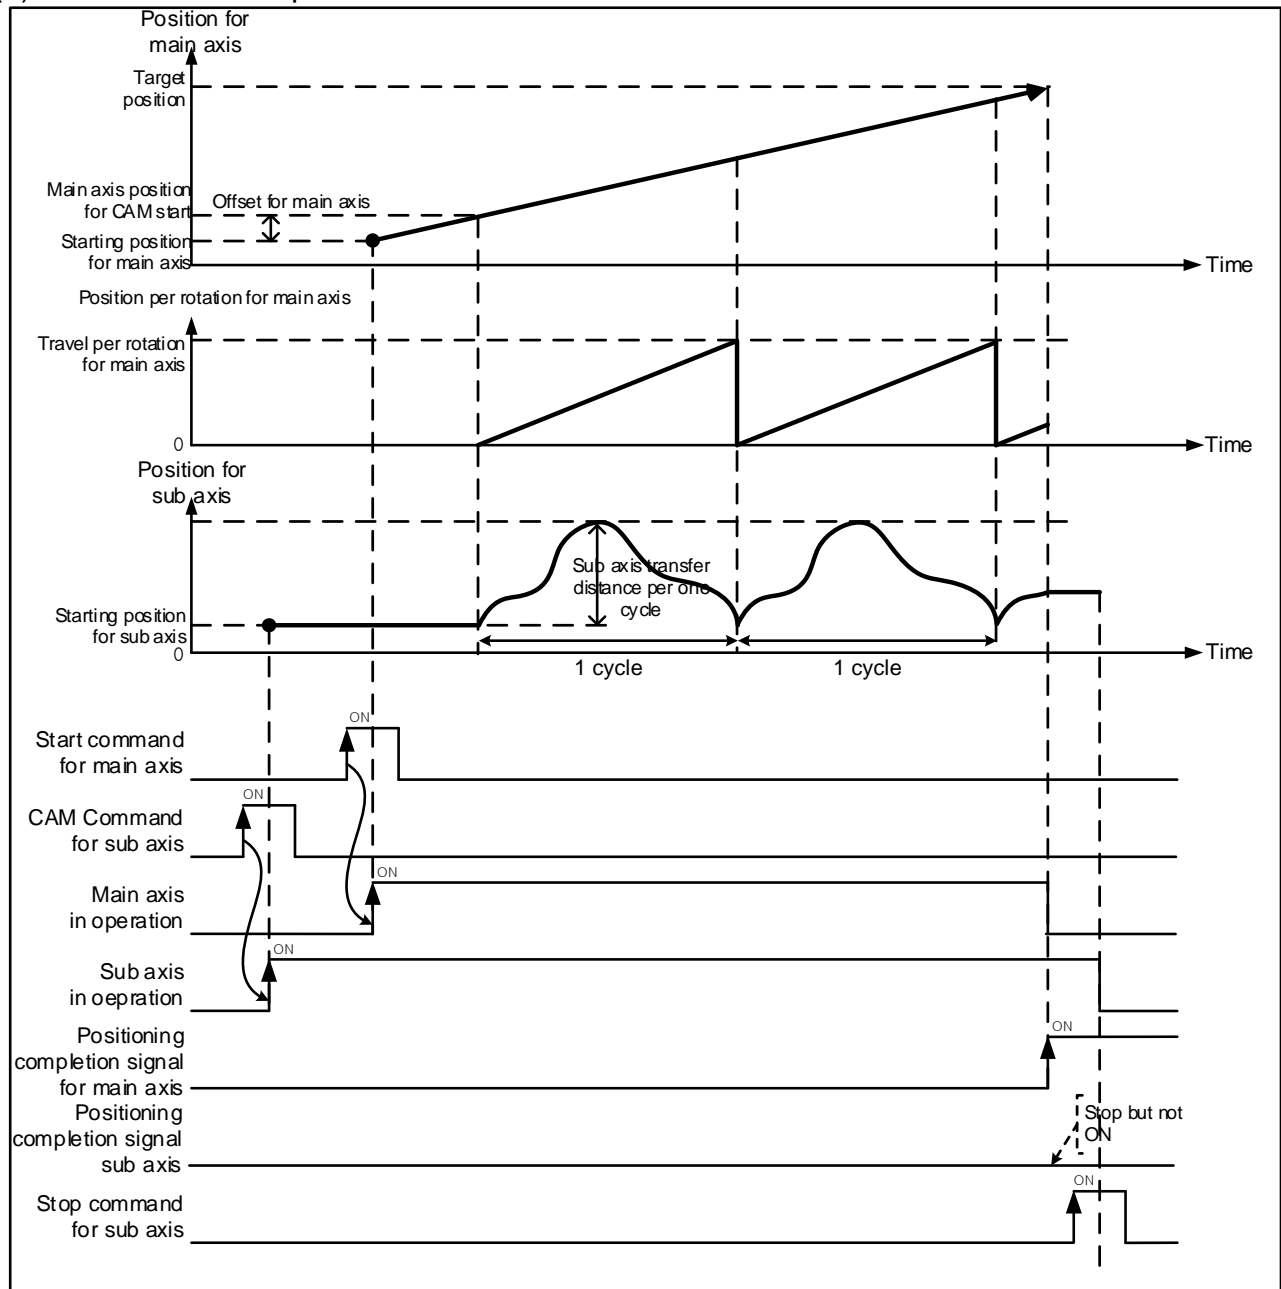 Position for
main axis
Target
position
Main axis position
for CAM start
Offset for main axis
Starting position
for main axis
Time
Position per rotation for main axis
Travel per rotation
for main axis
0
Time
Position for
sub axis
Sub axis transfer
distance per one
cycle
Starting position
for sub axis
0
Time
1 cycle
1 cycle
ON
Start command
for main axis
ON
CAM Command
for sub axis
ON
Main axis
in operation
ON
Sub axis
in oepration
Positioning
completion signal
for main axis
ON
Positioning
completion signal
sub axis
Stop but not
ON
ON
Stop command
for sub axis